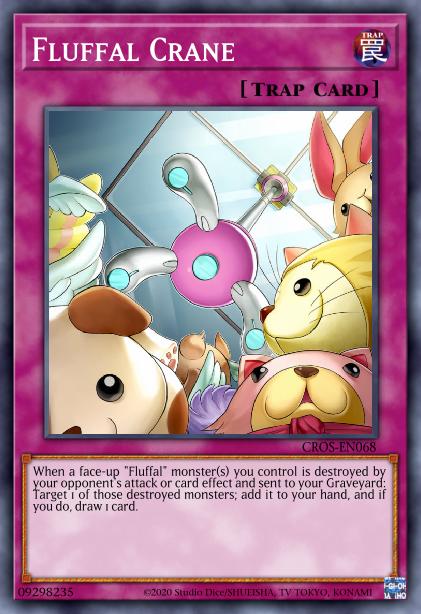 Fluffal Crane
TRAP
罠
[Trap Card]
CROS-EN068
When a face-up "Fluffal" monster(s) you control is destroyed by
your opponent's attack or card effect and sent to your Graveyard:
Target 1 of those destroyed monsters; add it to your hand, and if
you do, draw 1 card.
09298235
©2020 Studio Dice/SHUEISHA, TV TOKYO, KONAMI